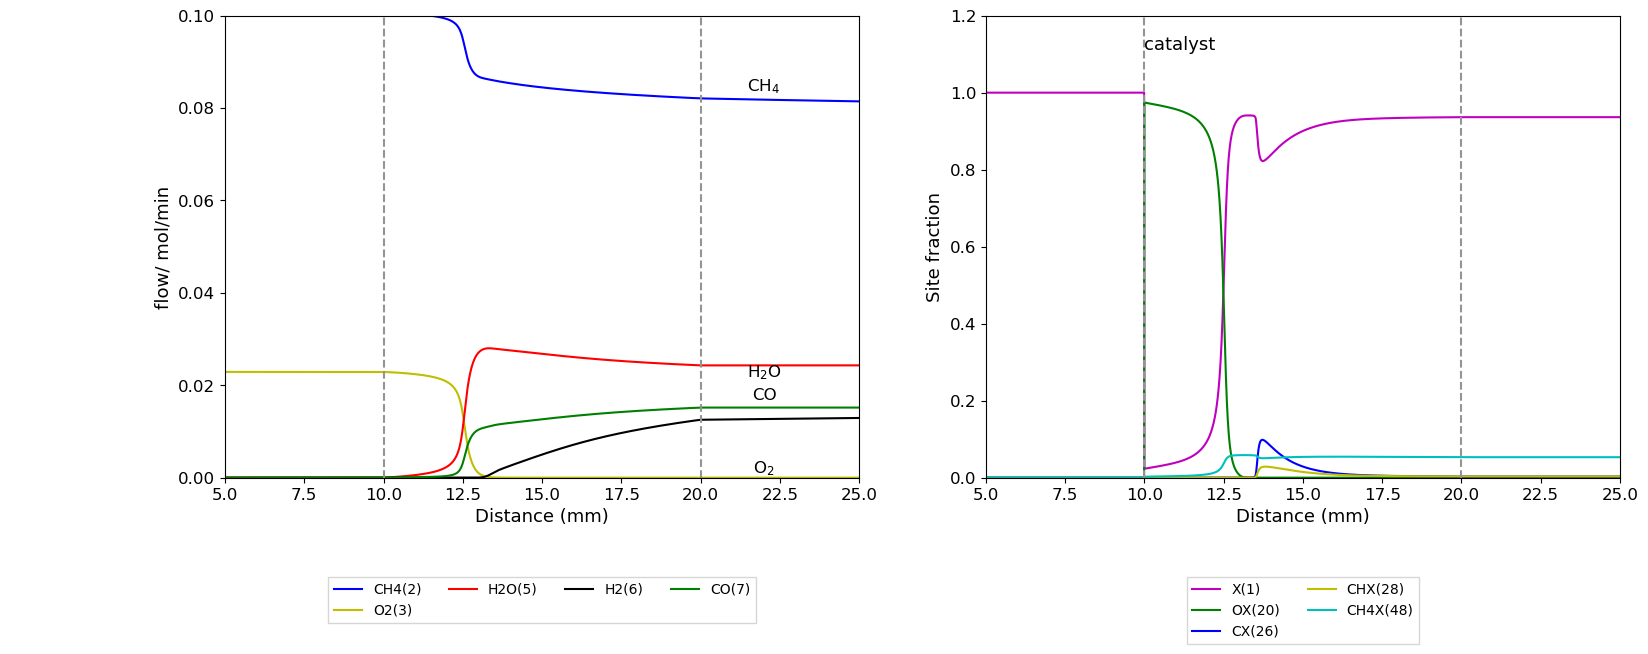 0.10
0.08
0.06
0.04
0.02
0.00
flow/ mol/min
CH₄
H₂O
CO
O₂
5.0 7.5 10.0 12.5 15.0 17.5 20.0 22.5 25.0
Distance (mm)
CH4(2) H2O(5) H2(6) CO(7)
O2(3)
1.2
1.0
0.8
0.6
0.4
0.2
0.0
Site fraction
catalyst
5.0 7.5 10.0 12.5 15.0 17.5 20.0 22.5 25.0
Distance (mm)
X(1) CHX(28)
OX(20) CH4X(48)
CX(26)